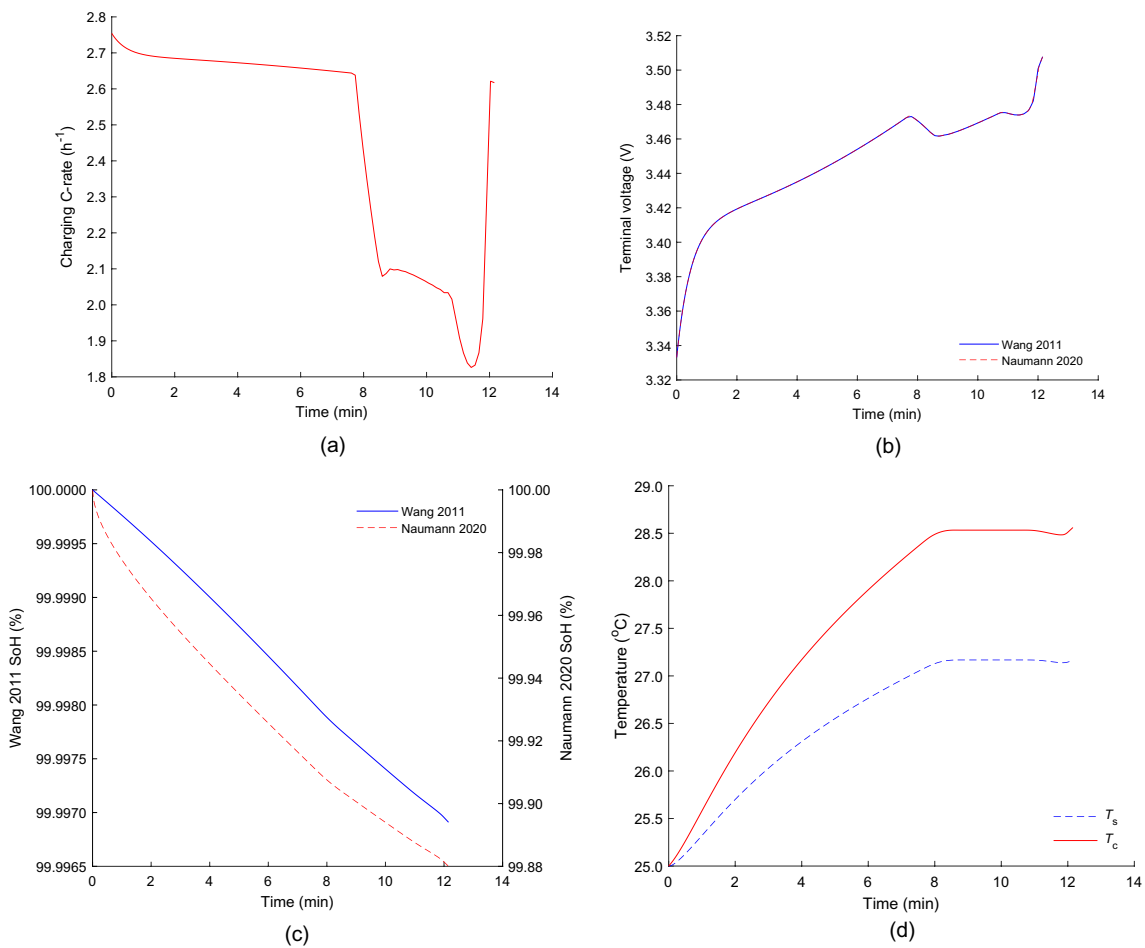 2.8
2.7
2.6
2.5
2.4
2.3
2.2
2.1
2.0
1.9
1.8
Charging C-rate (h-1)
0 2 4 6 8 10 12 14
Time (min)
(a)
3.52
3.50
3.48
3.46
3.44
3.42
3.40
3.38
3.36
3.34
3.32
Terminal voltage (V)
Wang 2011
Naumann 2020
0 2 4 6 8 10 12 14
Time (min)
(b)
100.0000
99.9995
99.9990
99.9985
99.9980
99.9975
99.9970
99.9965
Wang 2011 SoH (%)
Wang 2011
Naumann 2020
100.00
99.98
99.96
99.94
99.92
99.90
99.88
Naumann 2020 SoH (%)
0 2 4 6 8 10 12 14
Time (min)
(c)
29.0
28.5
28.0
27.5
27.0
26.5
26.0
25.5
25.0
Temperature (°C)
Ts
Tc
0 2 4 6 8 10 12 14
Time (min)
(d)